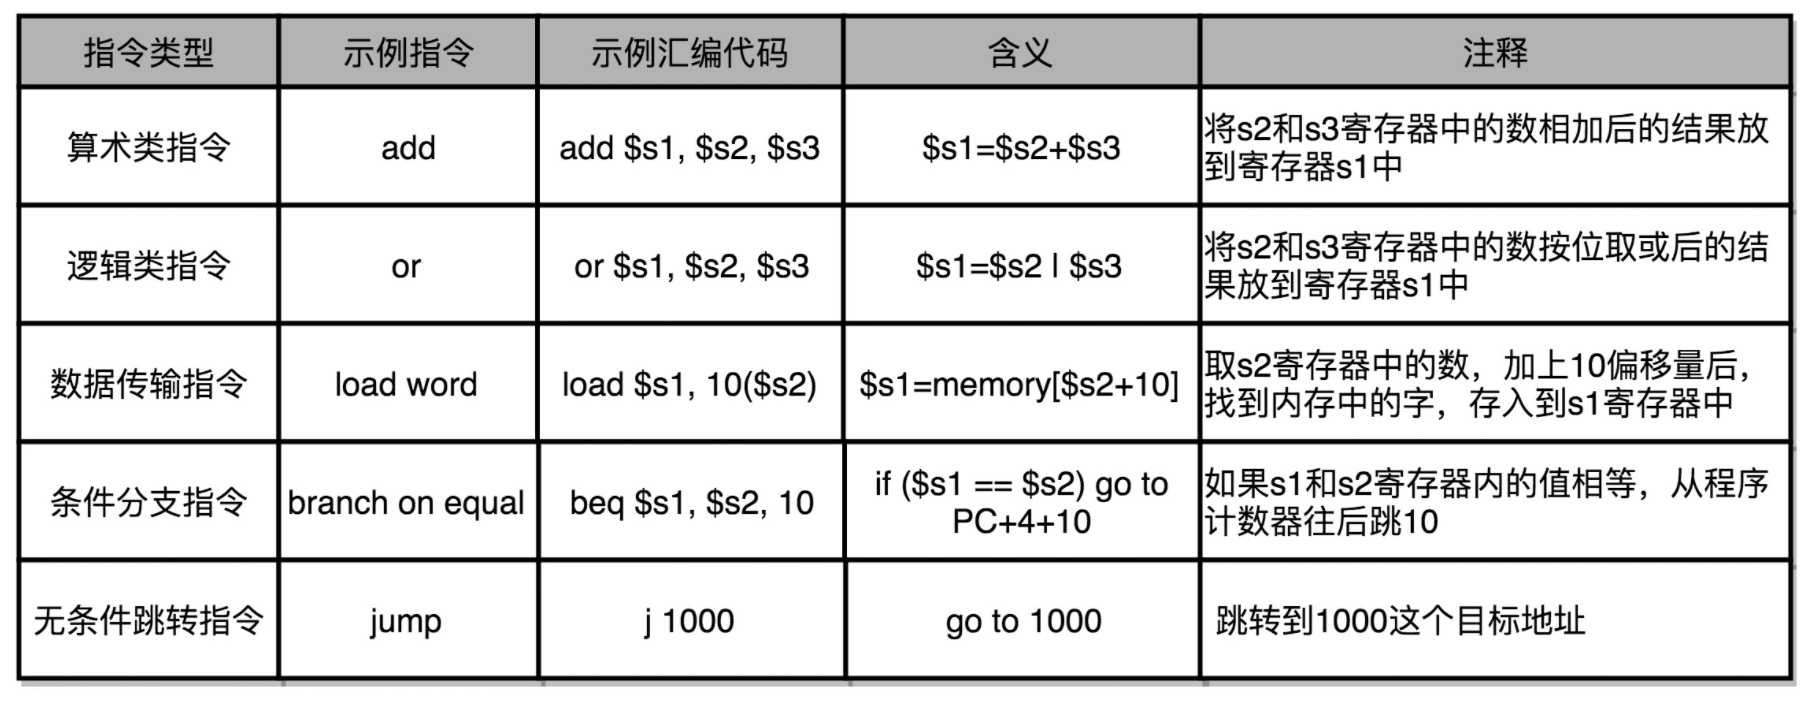 指令类型 示例指令 示例汇编代码 含义 注释
算术类指令 add add $s1, $s2, $s3 $s1=$s2+$s3 将s2和s3寄存器中的数相加后的结果放
到寄存器s1中
逻辑类指令 or or $s1, $s2, $s3 $s1=$s2 | $s3 将s2和s3寄存器中的数按位取或后的结
果放到寄存器s1中
数据传输指令 load word load $s1, 10($s2) $s1=memory[$s2+10] 取s2寄存器中的数，加上10偏移量后，
找到内存中的字，存入到s1寄存器中
条件分支指令 branch on equal beq $s1, $s2, 10 if ($s1 == $s2) go to
PC+4+10
如果s1和s2寄存器内的值相等，从程序
计数器往后跳10
无条件跳转指令 jump j 1000 go to 1000 跳转到1000这个目标地址